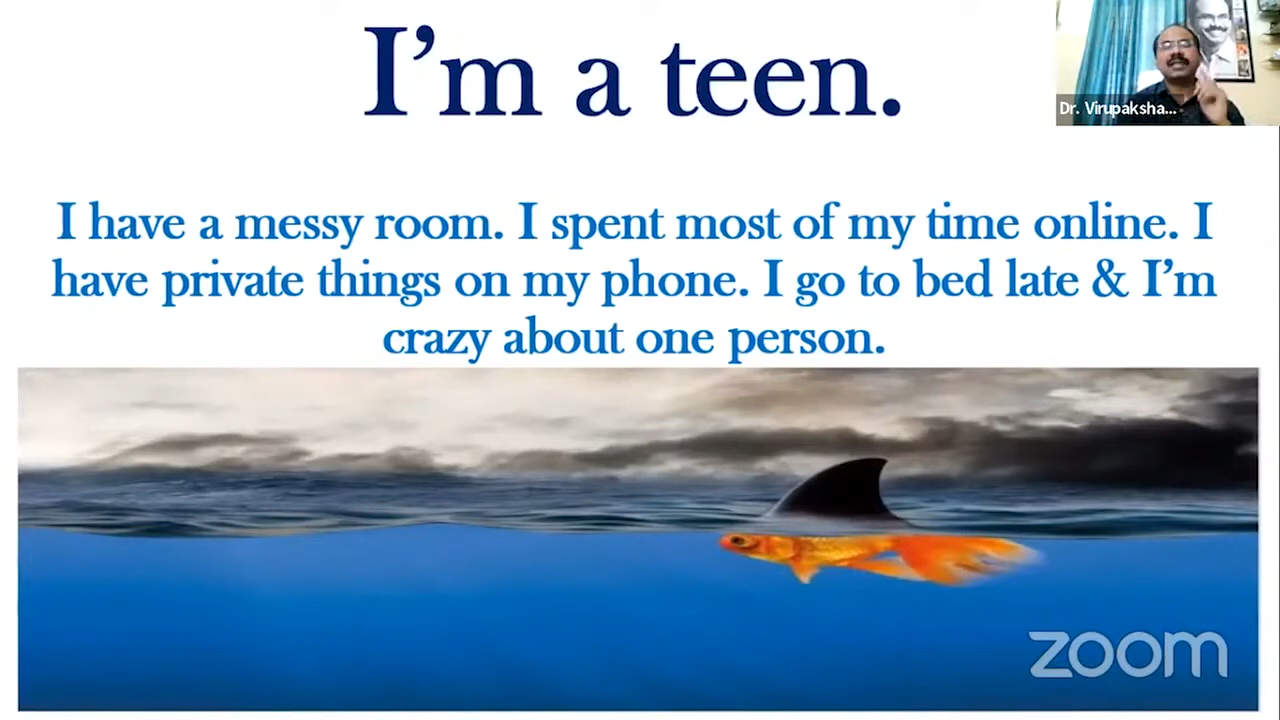 I'm a teen.
Dr. Virupaksha...
I have a messy room. I spent most of my time online. I
have private things on my phone. I go to bed late & I'm
crazy about one person.
zoom